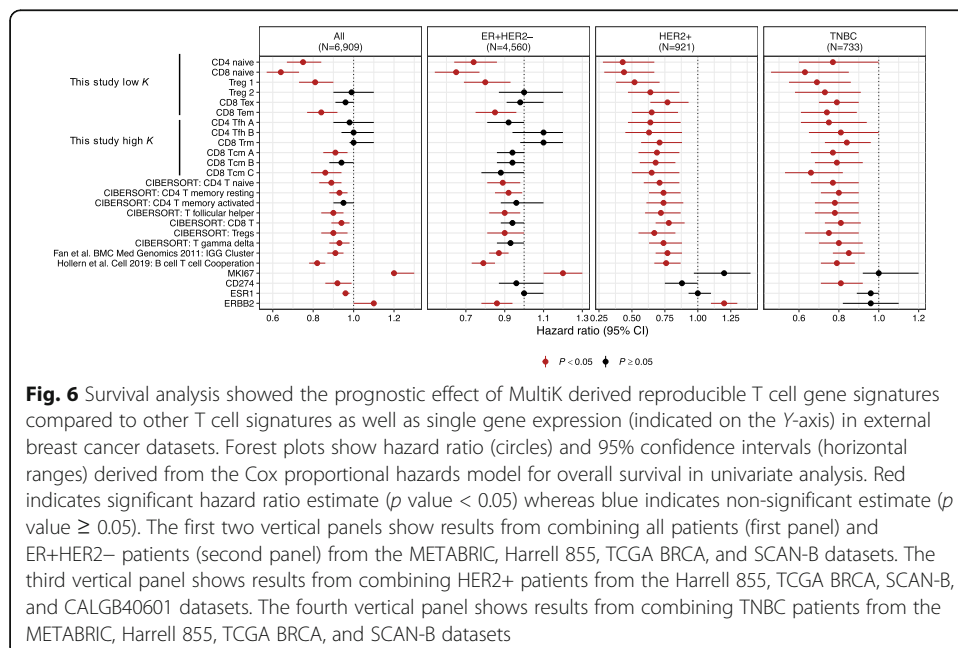 All ER+HER2− HER2+ TNBC
(N=6,909) (N=4,560) (N=921) (N=733)
This study low K
This study high K
CD4 naive
CD8 naive
Treg 1
Treg 2
CD8 Tex
CD8 Tem
CD4 Tfh A
CD4 Tfh B
CD8 Trm
CD8 Tcm A
CD8 Tcm B
CD8 Tcm C
CIBERSORT: CD4 T naive
CIBERSORT: CD4 T memory resting
CIBERSORT: CD4 T memory activated
CIBERSORT: T follicular helper
CIBERSORT: CD8 T
CIBERSORT: Tregs
CIBERSORT: T gamma delta
Fan et al. BMC Med Genomics 2011: IGG Cluster
Hollern et al. Cell 2019: B cell T cell Cooperation
MKI67
CD274
ESR1
ERBB2
0.6 0.8 1.0 1.2 0.7 0.9 1.1 1.3 0.25 0.50 0.75 1.00 1.25 0.6 0.8 1.0 1.2
Hazard ratio (95% CI)
P < 0.05 P ≥ 0.05
Fig. 6 Survival analysis showed the prognostic effect of MultiK derived reproducible T cell gene signatures
compared to other T cell signatures as well as single gene expression (indicated on the Y-axis) in external
breast cancer datasets. Forest plots show hazard ratio (circles) and 95% confidence intervals (horizontal
ranges) derived from the Cox proportional hazards model for overall survival in univariate analysis. Red
indicates significant hazard ratio estimate (p value < 0.05) whereas blue indicates non-significant estimate (p
value ≥ 0.05). The first two vertical panels show results from combining all patients (first panel) and
ER+HER2− patients (second panel) from the METABRIC, Harrell 855, TCGA BRCA, and SCAN-B datasets. The
third vertical panel shows results from combining HER2+ patients from the Harrell 855, TCGA BRCA, SCAN-B,
and CALGB40601 datasets. The fourth vertical panel shows results from combining TNBC patients from the
METABRIC, Harrell 855, TCGA BRCA, and SCAN-B datasets